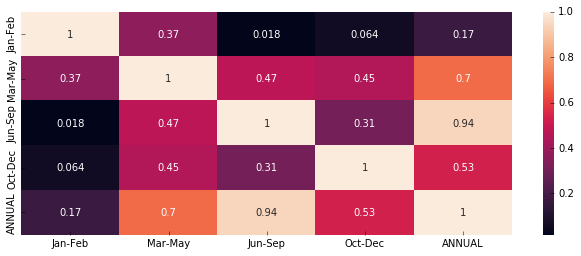 Jan-Feb 1 0.37 0.018 0.064 0.17
Mar-May 0.37 1 0.47 0.45 0.7
Jun-Sep 0.018 0.47 1 0.31 0.94
Oct-Dec 0.064 0.45 0.31 1 0.53
ANNUAL 0.17 0.7 0.94 0.53 1
Jan-Feb Mar-May Jun-Sep Oct-Dec ANNUAL
1.0
0.8
0.6
0.4
0.2